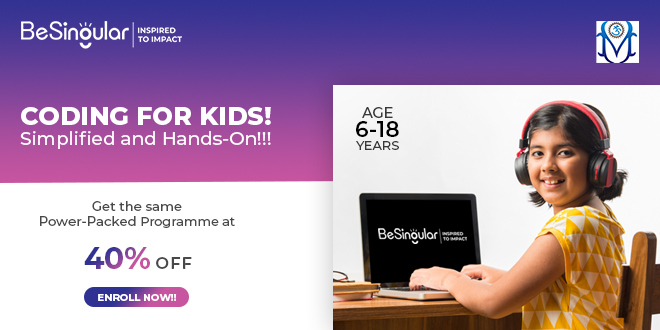 BeSingular INSPIRED
TO IMPACT
CODING FOR KIDS!
Simplified and Hands-On!!!
AGE
6-18
YEARS
Get the same
Power-Packed Programme at
40% OFF
ENROLL NOW!!
BeSingular INSPIRED
TO IMPACT